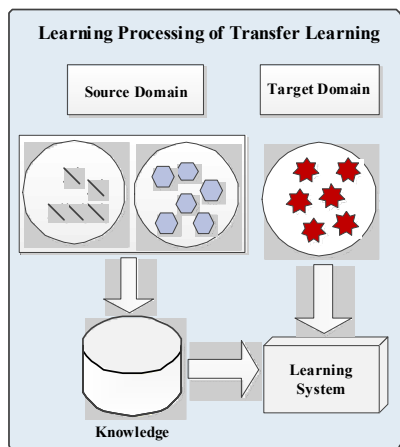 Learning Processing of Transfer Learning
Source Domain
Target Domain
Learning
System
Knowledge